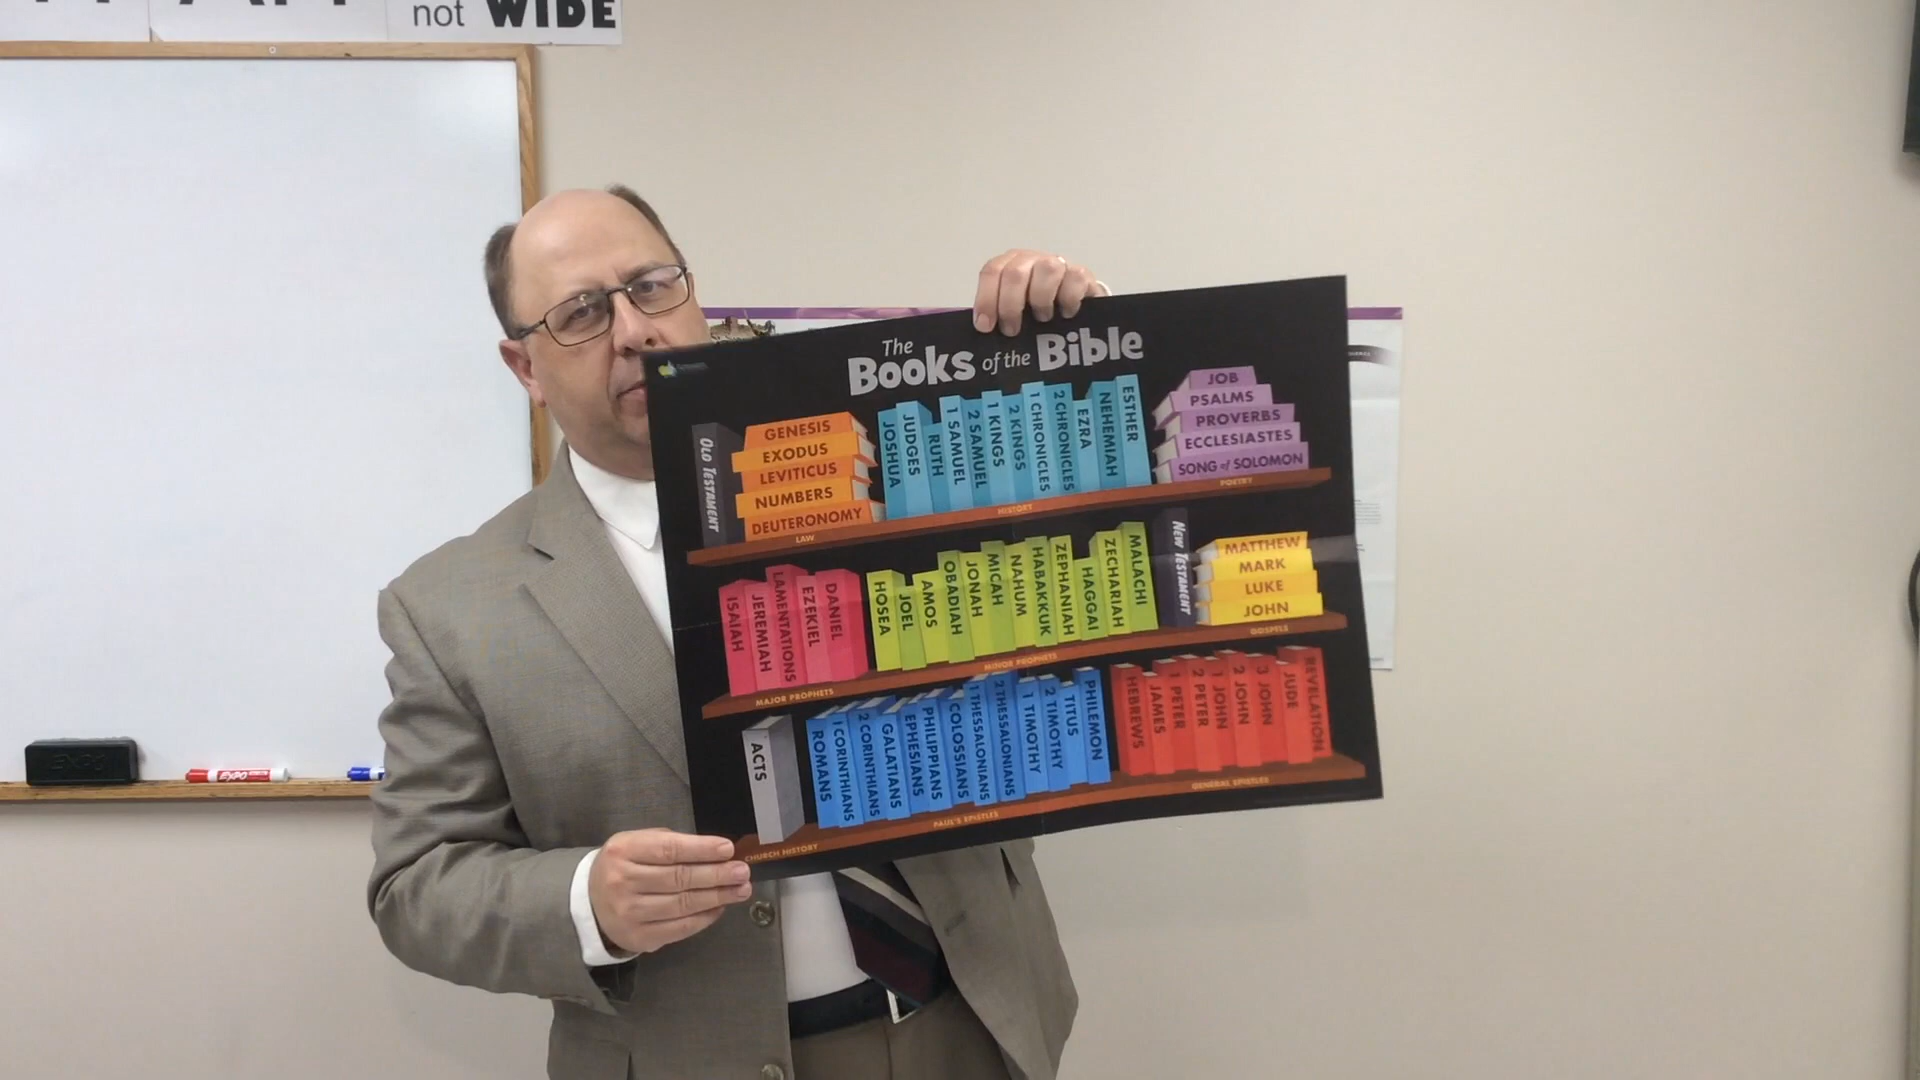 not WIDE
The
Books of the Bible
OLD TESTAMENT
GENESIS
EXODUS
LEVITICUS
NUMBERS
DEUTERONOMY
LAW
JOSHUA
JUDGES
RUTH
1 SAMUEL
2 SAMUEL
1 KINGS
2 KINGS
1 CHRONICLES
2 CHRONICLES
EZRA
NEHEMIAH
ESTHER
HISTORY
JOB
PSALMS
PROVERBS
ECCLESIASTES
SONG of SOLOMON
POETRY
ISAIAH
JEREMIAH
LAMENTATIONS
EZEKIEL
DANIEL
MAJOR PROPHETS
HOSEA
JOEL
AMOS
OBADIAH
JONAH
MICAH
NAHUM
HABAKKUK
ZEPHANIAH
HAGGAI
ZECHARIAH
MALACHI
MINOR PROPHETS
NEW TESTAMENT
MATTHEW
MARK
LUKE
JOHN
GOSPELS
ACTS
CHURCH HISTORY
ROMANS
1 CORINTHIANS
2 CORINTHIANS
GALATIANS
EPHESIANS
PHILIPPIANS
COLOSSIANS
1 THESSALONIANS
2 THESSALONIANS
1 TIMOTHY
2 TIMOTHY
TITUS
PHILEMON
PAUL'S EPISTLES
HEBREWS
JAMES
1 PETER
2 PETER
1 JOHN
2 JOHN
3 JOHN
JUDE
REVELATION
GENERAL EPISTLES
EXPO
EXPO